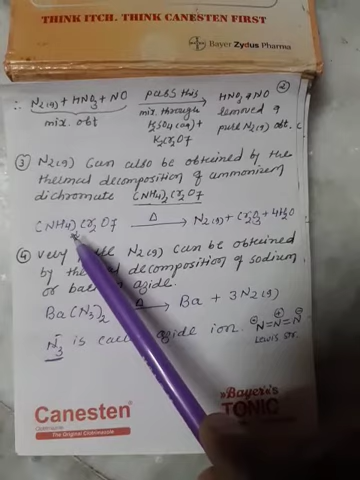 THINK ITCH. THINK CANESTEN FIRST
Bayer Zydus Pharma
②
∴ N2(g) + HNO3 + NO pass this HNO3 & NO
mix. obt mix. through removed &
H2SO4(aq) + pure N2(g) obt.
K2Cr2O7
③ N2(g) can also be obtained by the
thermal decomposition of ammonium
dichromate (NH4)2Cr2O7
(NH4)2Cr2O7 Δ→ N2(g) + Cr2O3 + 4H2O
④ Very N2(g) can be obtained
by the decomposition of sodium
or azide.
Ba(N3)2 Δ→ Ba + 3N2(g)
N3⁻ is called azide ion. ⊖N=N⊕=N⊖
Lewis str.
Canesten
Clotrimazole
The Original Clotrimazole
Bayer's
TONIC